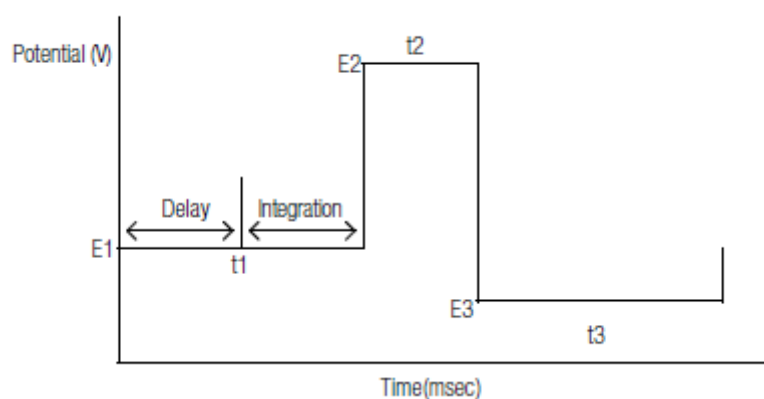 Potential (V)
E2
t2
Delay
Integration
E1
t1
E3
t3
Time(msec)